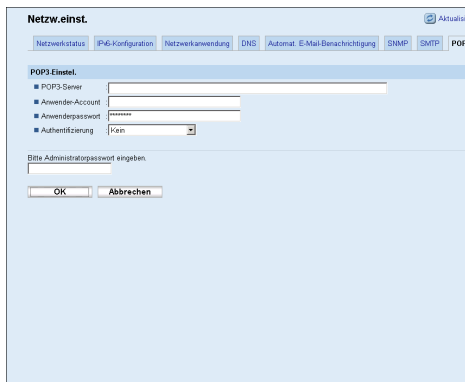 Netzw.einst.
Aktualis
Netzwerkstatus IPv6-Konfiguration Netzwerkanwendung DNS Automat. E-Mail-Benachrichtigung SNMP SMTP POP
POP3-Einstel.
POP3-Server :
Anwender-Account :
Anwenderpasswort :********
Authentifizierung : Kein
Bitte Administratorpasswort eingeben.
OK Abbrechen